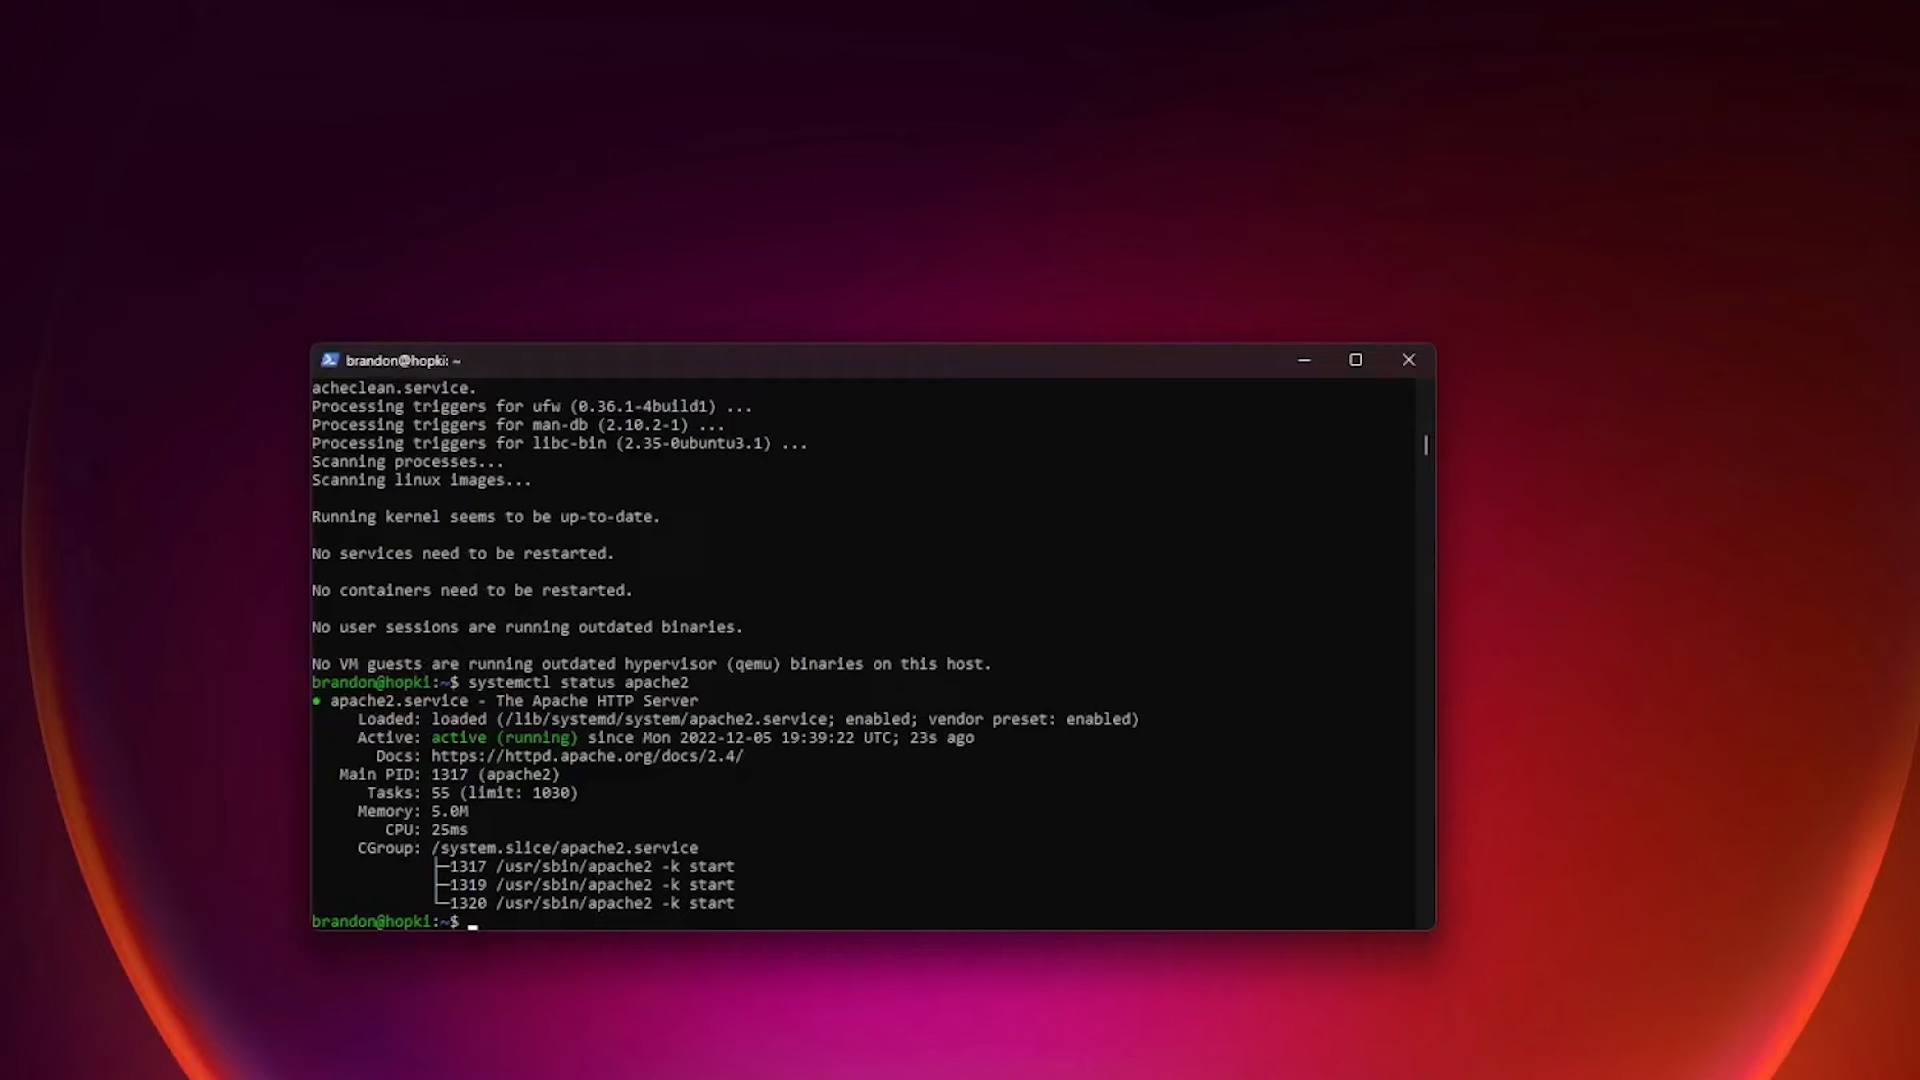 brandon@hopki: ~
acheclean.service.
Processing triggers for ufw (0.36.1-4build1) ...
Processing triggers for man-db (2.10.2-1) ...
Processing triggers for libc-bin (2.35-0ubuntu3.1) ...
Scanning processes...
Scanning linux images...
Running kernel seems to be up-to-date.
No services need to be restarted.
No containers need to be restarted.
No user sessions are running outdated binaries.
No VM guests are running outdated hypervisor (qemu) binaries on this host.
brandon@hopki:~$ systemctl status apache2
● apache2.service - The Apache HTTP Server
Loaded: loaded (/lib/systemd/system/apache2.service; enabled; vendor preset: enabled)
Active: active (running) since Mon 2022-12-05 19:39:22 UTC; 23s ago
Docs: https://httpd.apache.org/docs/2.4/
Main PID: 1317 (apache2)
Tasks: 55 (limit: 1030)
Memory: 5.0M
CPU: 25ms
CGroup: /system.slice/apache2.service
├─1317 /usr/sbin/apache2 -k start
├─1319 /usr/sbin/apache2 -k start
└─1320 /usr/sbin/apache2 -k start
brandon@hopki:~$